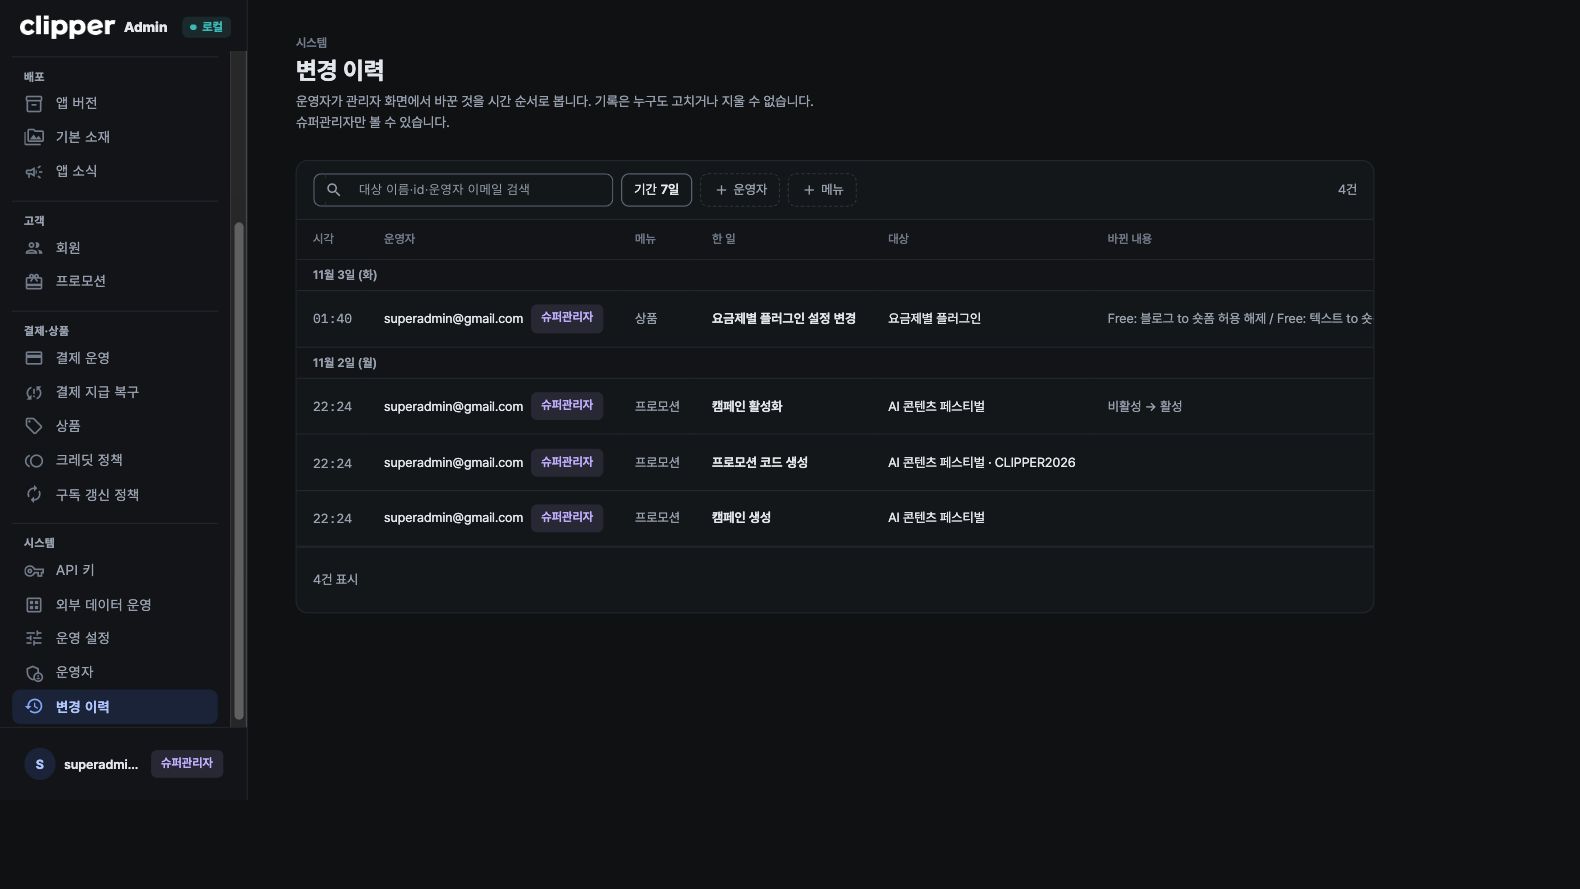 clipper Admin 로컬
배포
앱 버전
기본 소재
앱 소식
고객
회원
프로모션
결제·상품
결제 운영
결제 지급 복구
상품
크레딧 정책
구독 갱신 정책
시스템
API 키
외부 데이터 운영
운영 설정
운영자
변경 이력
S superadmi... 슈퍼관리자
시스템
변경 이력
운영자가 관리자 화면에서 바꾼 것을 시간 순서로 봅니다. 기록은 누구도 고치거나 지울 수 없습니다.
슈퍼관리자만 볼 수 있습니다.
대상 이름·id·운영자 이메일 검색 기간 7일 + 운영자 + 메뉴 4건
시각 운영자 메뉴 한 일 대상 바뀐 내용
11월 3일 (화)
01:40 superadmin@gmail.com 슈퍼관리자 상품 요금제별 플러그인 설정 변경 요금제별 플러그인 Free: 블로그 to 숏폼 허용 해제 / Free: 텍스트 to 숏
11월 2일 (월)
22:24 superadmin@gmail.com 슈퍼관리자 프로모션 캠페인 활성화 AI 콘텐츠 페스티벌 비활성 → 활성
22:24 superadmin@gmail.com 슈퍼관리자 프로모션 프로모션 코드 생성 AI 콘텐츠 페스티벌 · CLIPPER2026
22:24 superadmin@gmail.com 슈퍼관리자 프로모션 캠페인 생성 AI 콘텐츠 페스티벌
4건 표시